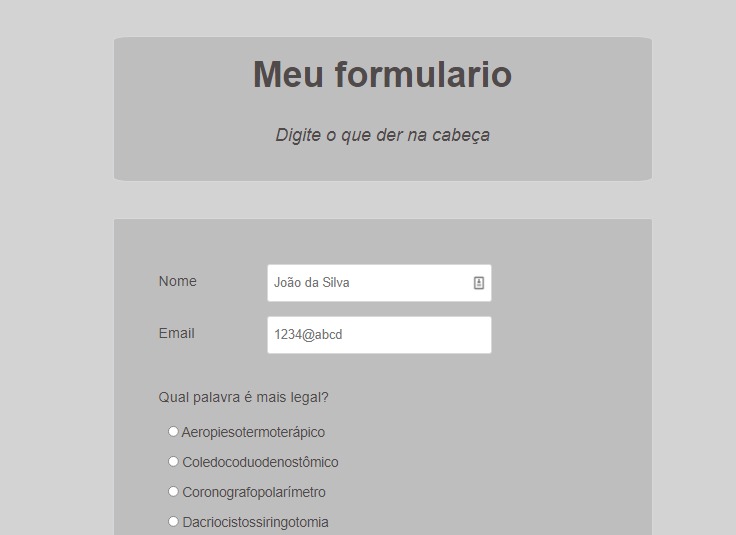 Meu formulario
Digite o que der na cabeça
Nome
João da Silva
Email
1234@abcd
Qual palavra é mais legal?
Aeropiesotermoterápico
Coledocoduodenostômico
Coronografopolarímetro
Dacriocistossiringotomia